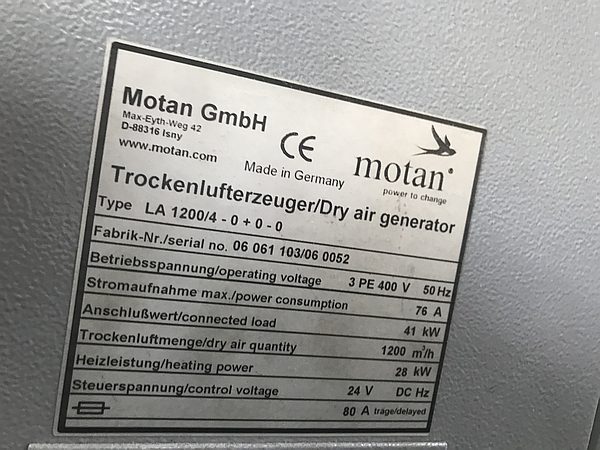 Motan GmbH
Max-Eyth-Weg 42
D-88316 Isny
www.motan.com
CE
Made in Germany
motan®
power to change
Trockenlufterzeuger/Dry air generator
Type LA 1200/4 - 0 + 0 - 0
Fabrik-Nr./serial no. 06 061 103/06 0052
Betriebsspannung/operating voltage 3 PE 400 V 50 Hz
Stromaufnahme max./power consumption 76 A
Anschlußwert/connected load 41 kW
Trockenluftmenge/dry air quantity 1200 m³/h
Heizleistung/heating power 28 kW
Steuerspannung/control voltage 24 V DC Hz
80 A träge/delayed